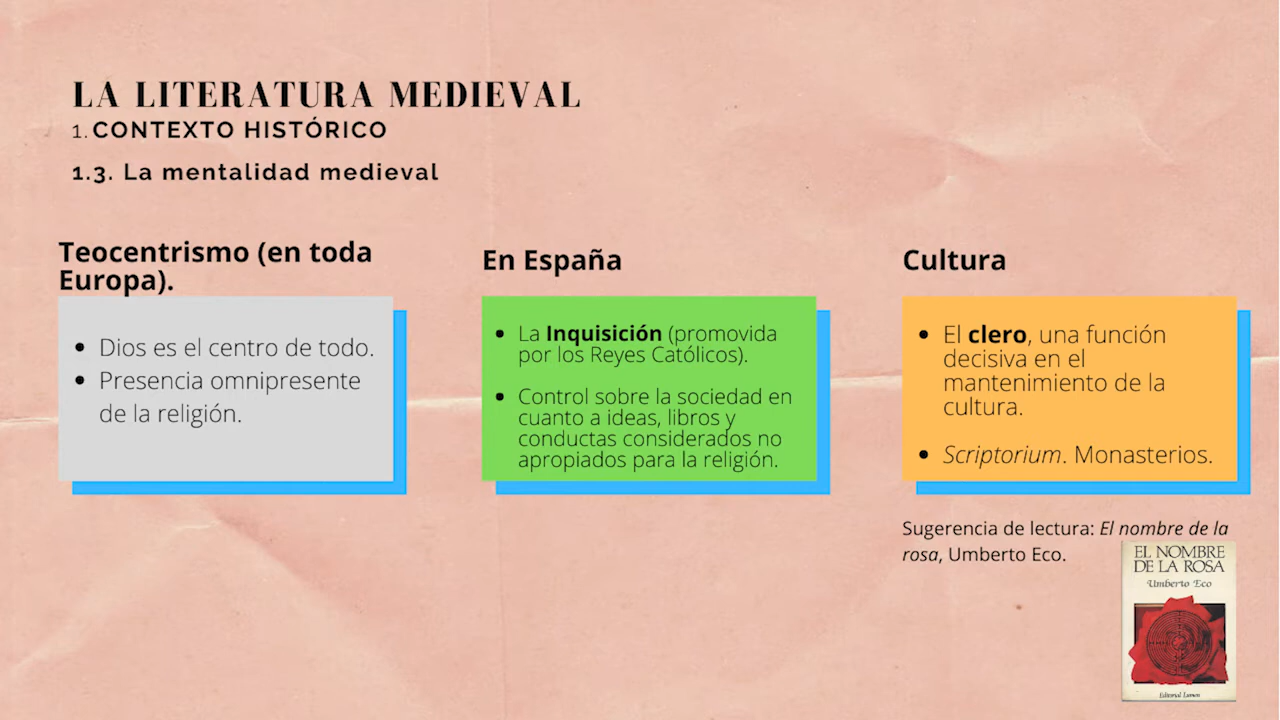 LA LITERATURA MEDIEVAL
1. CONTEXTO HISTÓRICO
1.3. La mentalidad medieval
Teocentrismo (en toda
Europa).
• Dios es el centro de todo.
• Presencia omnipresente
de la religión.
En España
• La Inquisición (promovida
por los Reyes Católicos).
• Control sobre la sociedad en
cuanto a ideas, libros y
conductas considerados no
apropiados para la religión.
Cultura
• El clero, una función
decisiva en el
mantenimiento de la
cultura.
• Scriptorium. Monasterios.
Sugerencia de lectura: El nombre de la
rosa, Umberto Eco.
EL NOMBRE
DE LA ROSA
Umberto Eco
Editorial Lumen